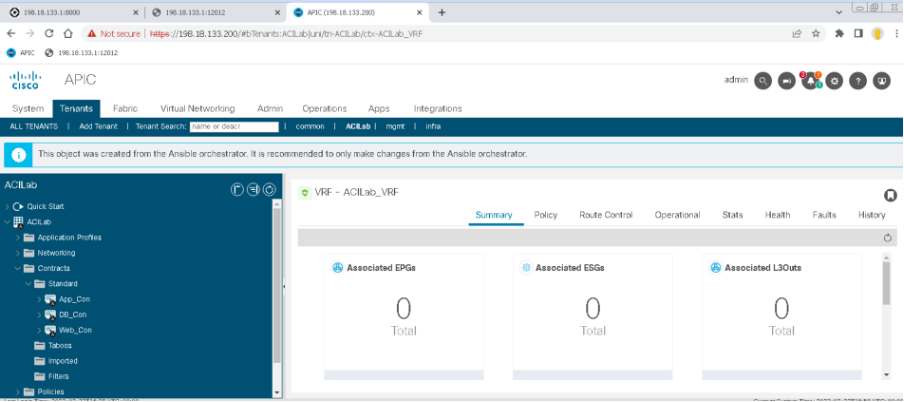 198.18.133.1:8000
198.18.133.1:12012
APIC (198.18.133.200)
Not secure
https://198.18.133.200/#bTenants:ACILab|uni/tn-ACILab/ctx-ACILab_VRF
APIC
198.18.133.1:12012
CISCO
APIC
admin
System Tenants Fabric Virtual Networking Admin Operations Apps Integrations
ALL TENANTS | Add Tenant | Tenant Search: name or descr | common | ACILab | mgmt | infra
This object was created from the Ansible orchestrator. It is recommended to only make changes from the Ansible orchestrator.
ACILab
Quick Start
ACILab
Application Profiles
Networking
Contracts
Standard
App_Con
DB_Con
Web_Con
Taboos
Imported
Filters
Policies
VRF - ACILab_VRF
Summary Policy Route Control Operational Stats Health Faults History
Associated EPGs
0
Total
Associated ESGs
0
Total
Associated L3Outs
0
Total